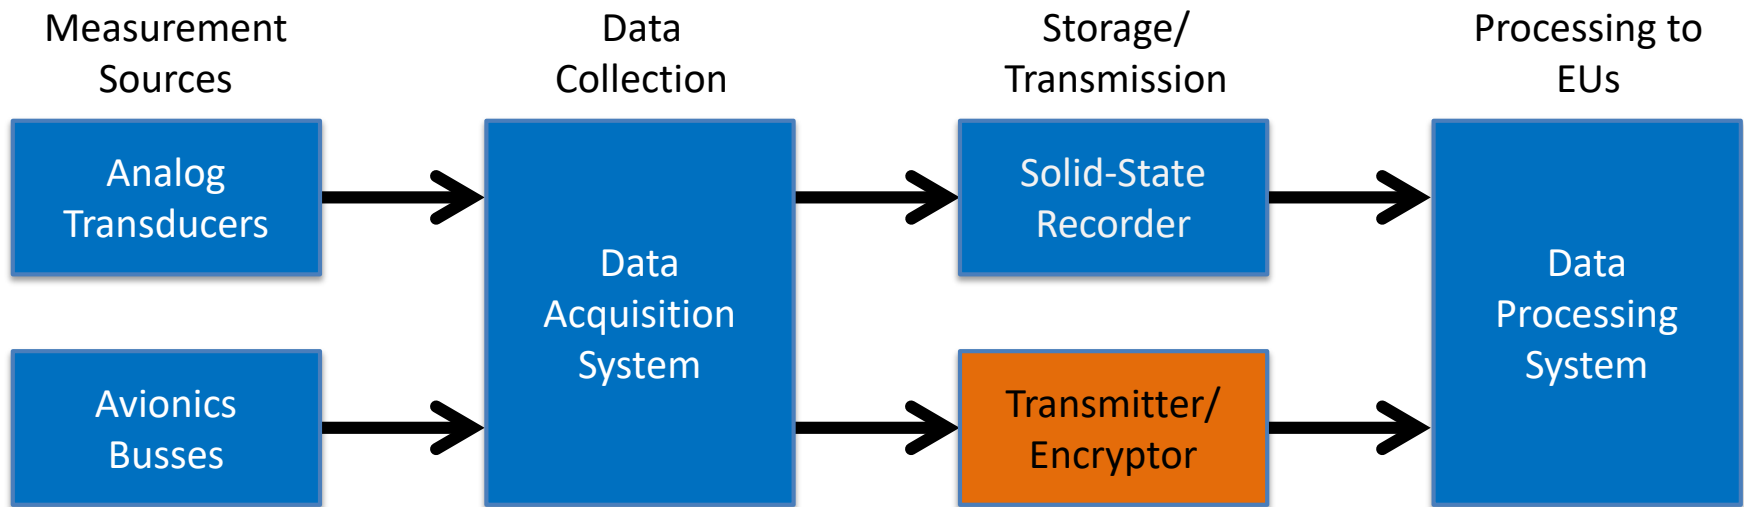 Measurement
Sources
Data
Collection
Storage/
Transmission
Processing to
EUs
Analog
Transducers
Avionics
Busses
Data
Acquisition
System
Solid-State
Recorder
Transmitter/
Encryptor
Data
Processing
System